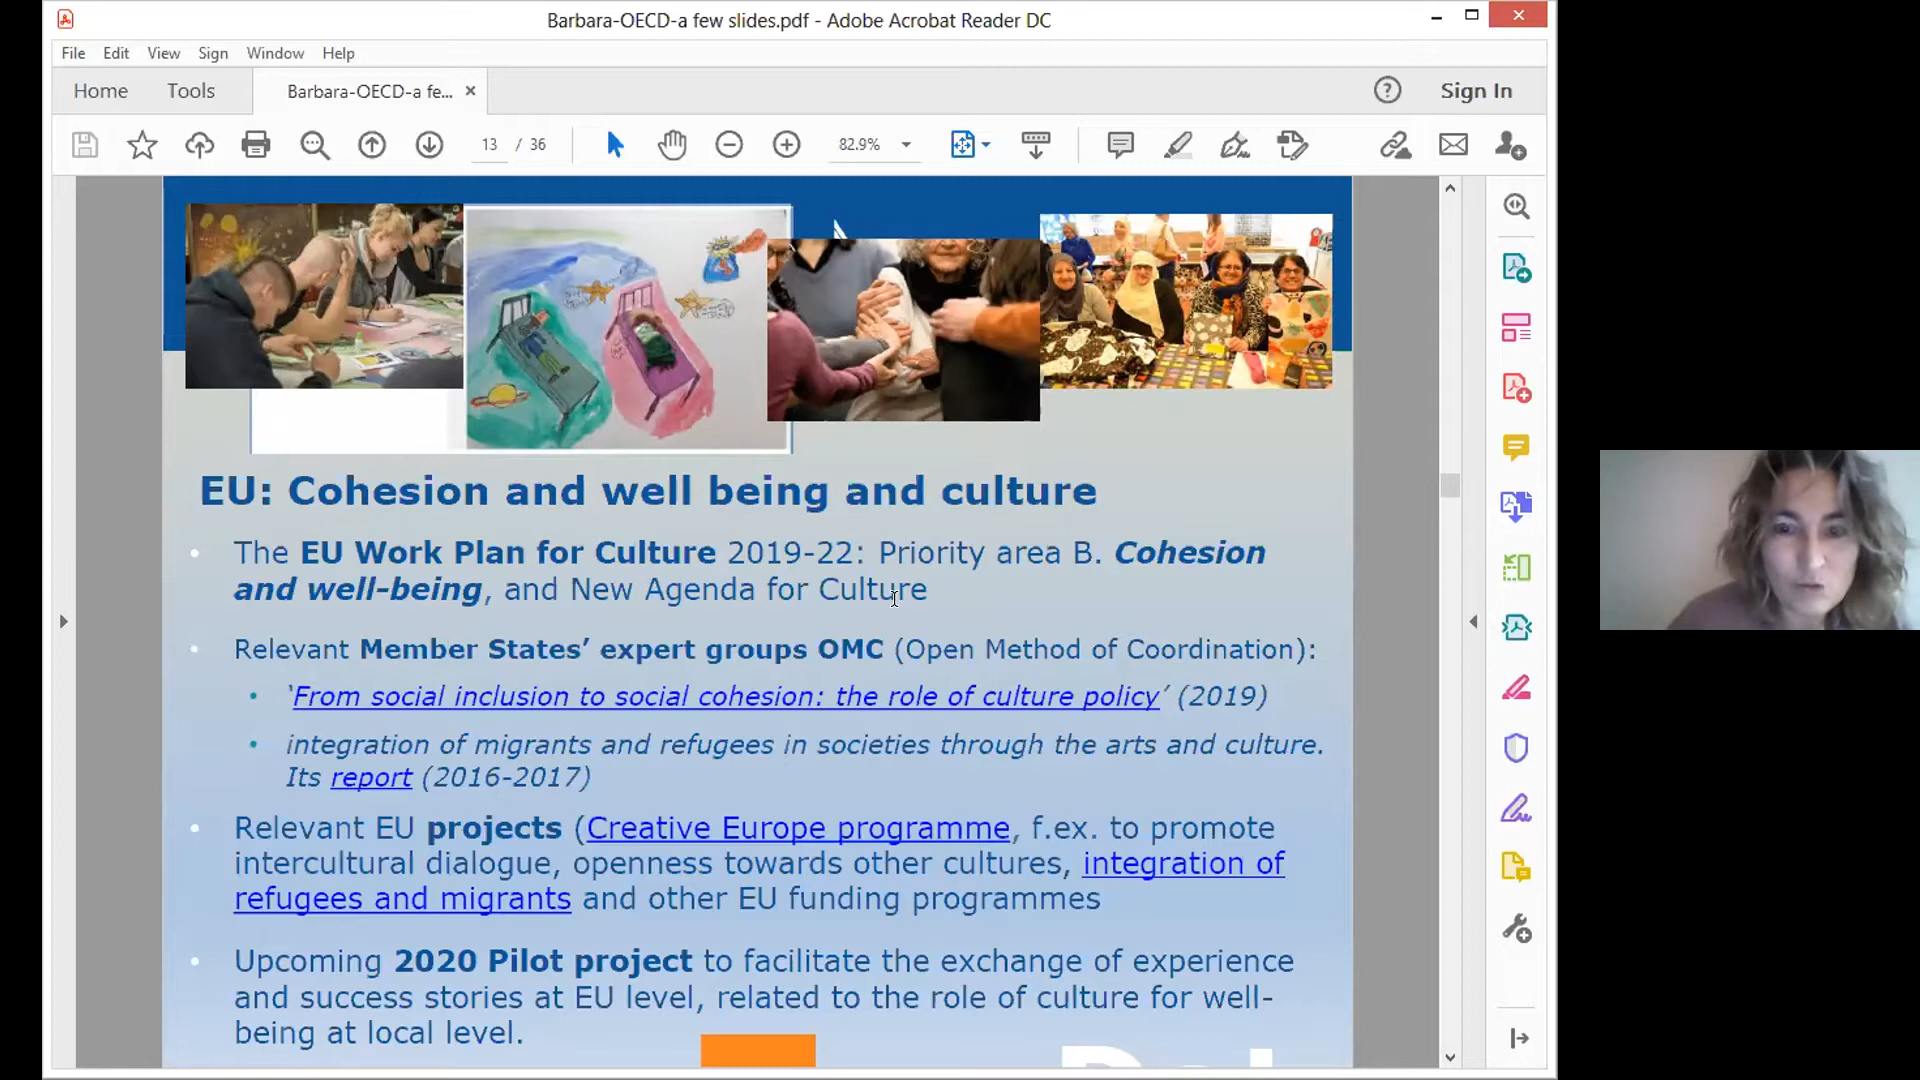 Barbara-OECD-a few slides.pdf - Adobe Acrobat Reader DC
File Edit View Sign Window Help
Home Tools Barbara-OECD-a fe... Sign In
13 / 36 82.9%
EU: Cohesion and well being and culture
• The EU Work Plan for Culture 2019-22: Priority area B. Cohesion
and well-being, and New Agenda for Culture
• Relevant Member States’ expert groups OMC (Open Method of Coordination):
• ‘From social inclusion to social cohesion: the role of culture policy’ (2019)
• integration of migrants and refugees in societies through the arts and culture.
Its report (2016-2017)
• Relevant EU projects (Creative Europe programme, f.ex. to promote
intercultural dialogue, openness towards other cultures, integration of
refugees and migrants and other EU funding programmes
• Upcoming 2020 Pilot project to facilitate the exchange of experience
and success stories at EU level, related to the role of culture for well-
being at local level.